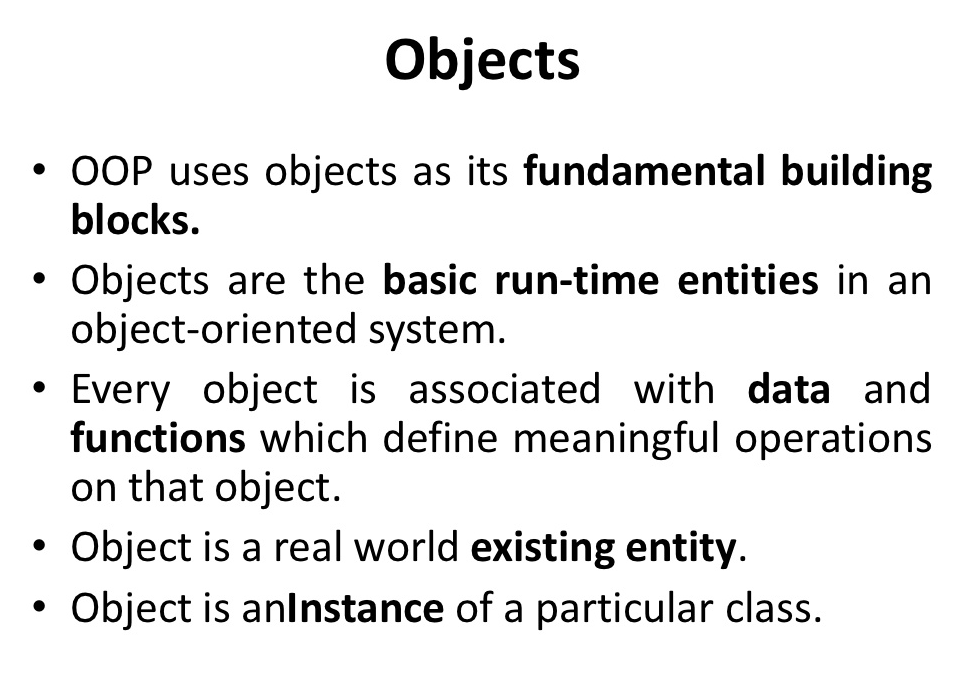 Objects
• OOP uses objects as its fundamental building
blocks.
• Objects are the basic run-time entities in an
object-oriented system.
• Every object is associated with data and
functions which define meaningful operations
on that object.
• Object is a real world existing entity.
• Object is anInstance of a particular class.